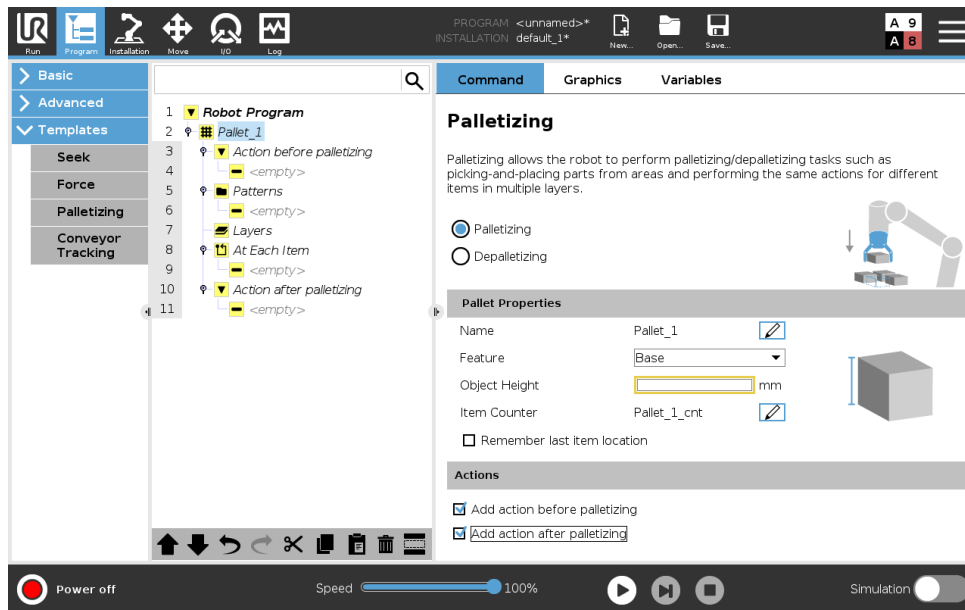 UR
PROGRAM <unnamed>*
INSTALLATION default_1*
Run
Program
Installation
Move
I/O
Log
New...
Open...
Save...
A 9
A 8
Basic
Advanced
Templates
Seek
Force
Palletizing
Conveyor
Tracking
1 Robot Program
2 Pallet_1
3 Action before palletizing
4 <empty>
5 Patterns
6 <empty>
7 Layers
8 At Each Item
9 <empty>
10 Action after palletizing
11 <empty>
Command Graphics Variables
Palletizing
Palletizing allows the robot to perform palletizing/depalletizing tasks such as
picking-and-placing parts from areas and performing the same actions for different
items in multiple layers.
Palletizing
Depalletizing
Pallet Properties
Name Pallet_1
Feature Base
Object Height mm
Item Counter Pallet_1_cnt
Remember last item location
Actions
Add action before palletizing
Add action after palletizing
Power off
Speed 100%
Simulation